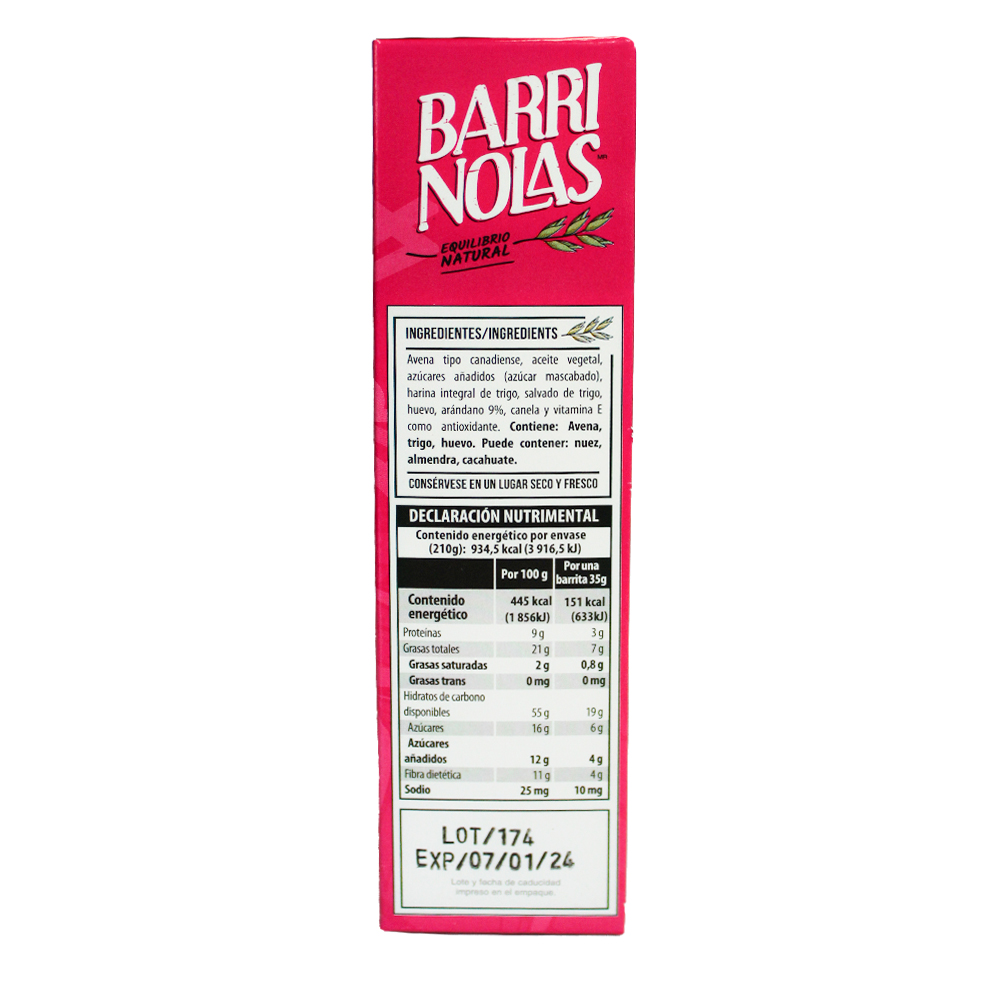 BARRI
NOLAS MR
EQUILIBRIO
NATURAL
INGREDIENTES/INGREDIENTS
Avena tipo canadiense, aceite vegetal,
azúcares añadidos (azúcar mascabado),
harina integral de trigo, salvado de trigo,
huevo, arándano 9%, canela y vitamina E
como antioxidante. Contiene: Avena,
trigo, huevo. Puede contener: nuez,
almendra, cacahuate.
CONSÉRVESE EN UN LUGAR SECO Y FRESCO
DECLARACIÓN NUTRIMENTAL
Contenido energético por envase
(210g): 934,5 kcal (3 916,5 kJ)
Por 100 g Por una
barrita 35g
Contenido 445 kcal 151 kcal
energético (1 856kJ) (633kJ)
Proteínas 9 g 3 g
Grasas totales 21 g 7 g
Grasas saturadas 2 g 0,8 g
Grasas trans 0 mg 0 mg
Hidratos de carbono
disponibles 55 g 19 g
Azúcares 16 g 6 g
Azúcares
añadidos 12 g 4 g
Fibra dietética 11 g 4 g
Sodio 25 mg 10 mg
LOT/174
EXP/07/01/24
Lote y fecha de caducidad
impreso en el empaque.